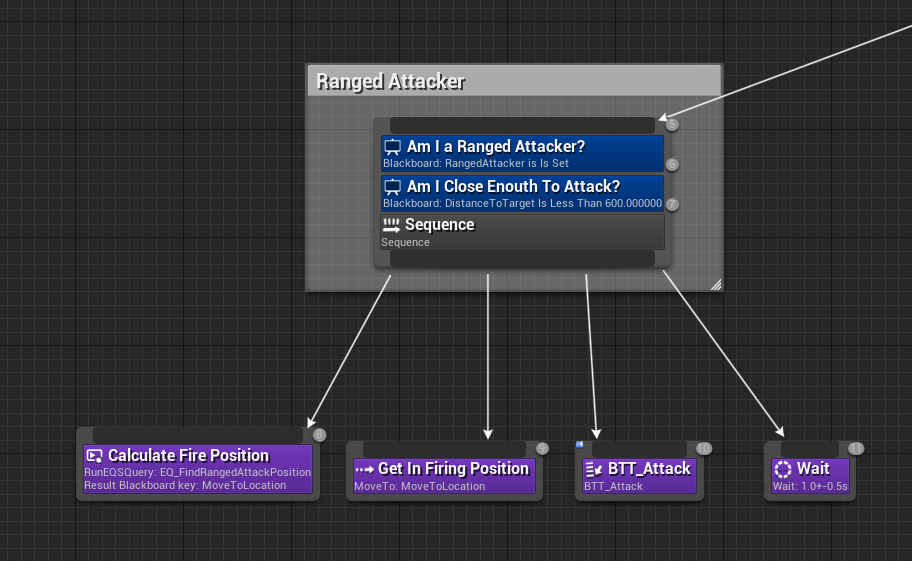 Ranged Attacker
5
Am I a Ranged Attacker?
Blackboard: RangedAttacker is Is Set
6
Am I Close Enouth To Attack?
Blackboard: DistanceToTarget Is Less Than 600.000000
7
Sequence
Sequence
8
Calculate Fire Position
RunEQSQuery: EQ_FindRangedAttackPosition
Result Blackboard key: MoveToLocation
9
Get In Firing Position
MoveTo: MoveToLocation
10
BTT_Attack
BTT_Attack
11
Wait
Wait: 1.0+-0.5s